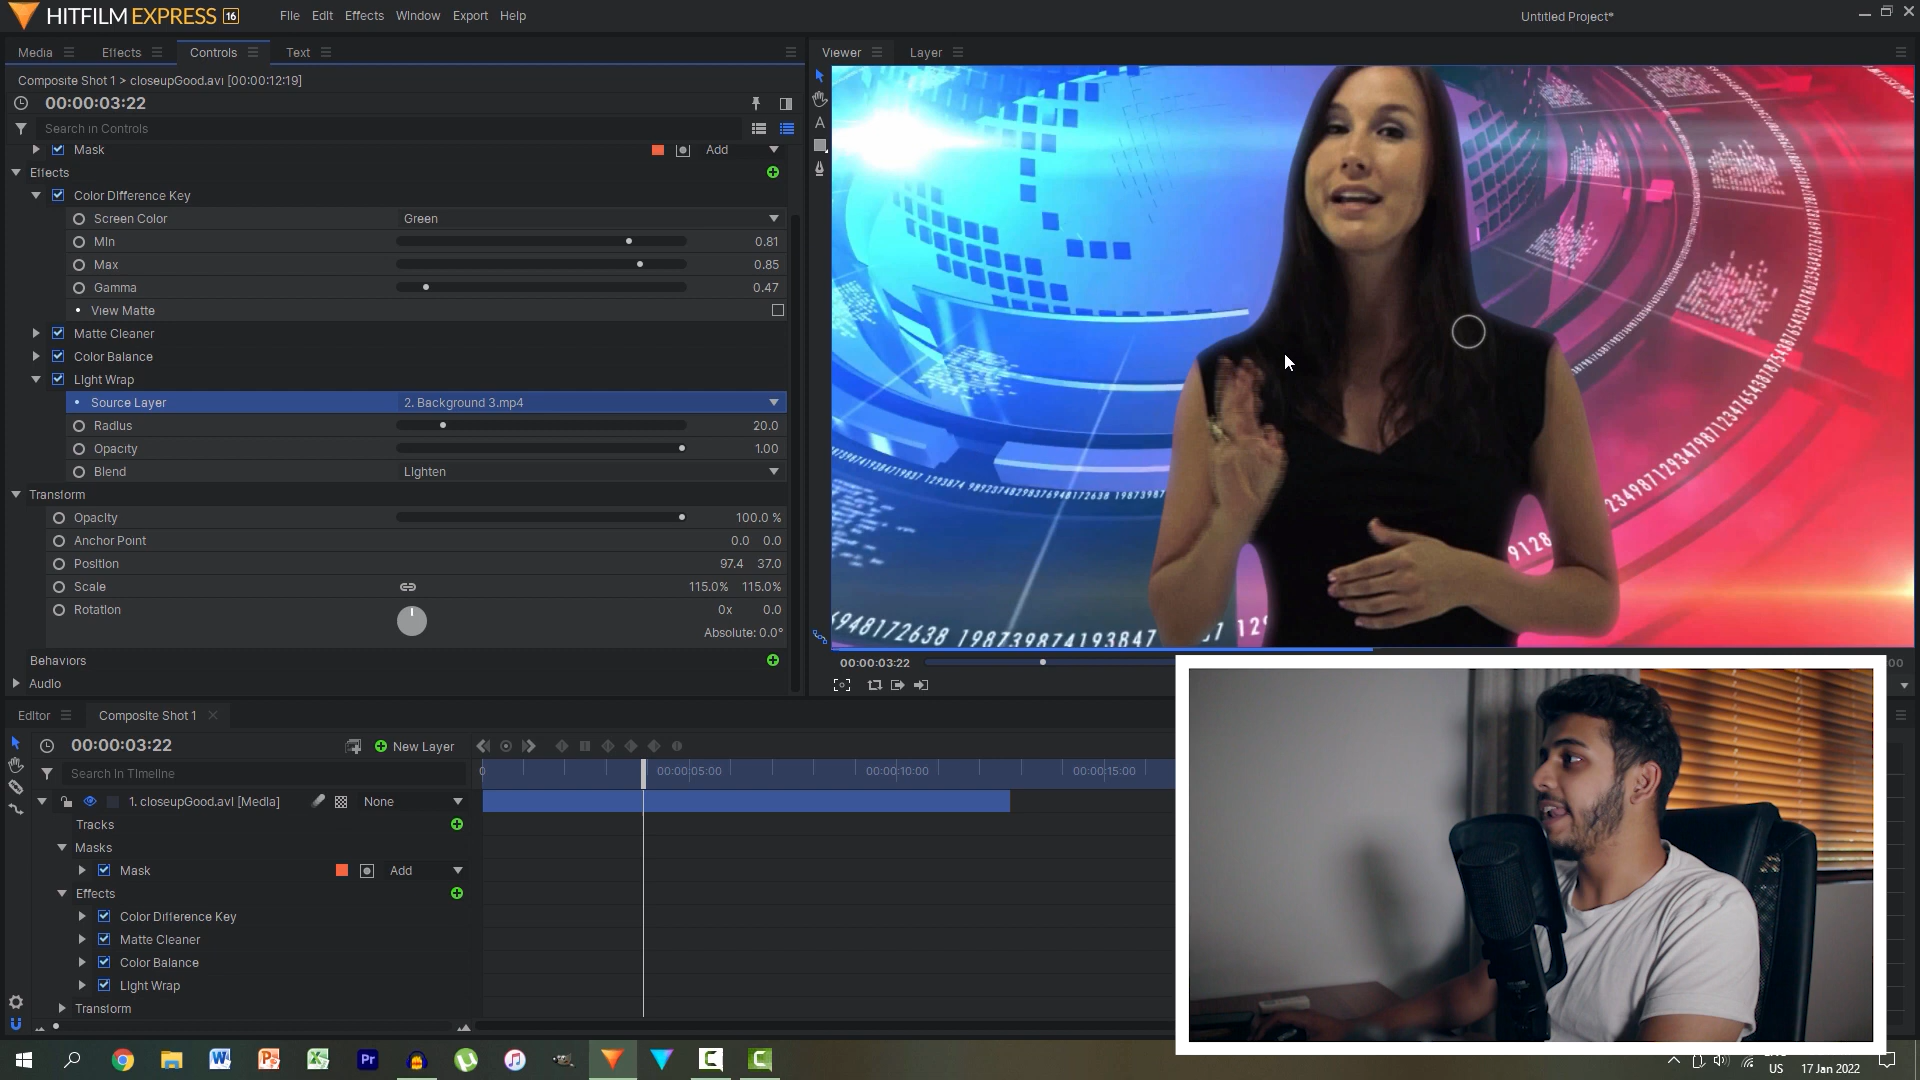 HITFILM EXPRESS 16
File Edit Effects Window Export Help
Untitled Project*
Media Effects Controls Text
Viewer Layer
Composite Shot 1 > closeupGood.avi [00:00:12:19]
00:00:03:22
Search in Controls
Mask Add
Effects
Color Difference Key
Screen Color Green
Min 0.81
Max 0.85
Gamma 0.47
View Matte
Matte Cleaner
Color Balance
Light Wrap
Source Layer 2. Background 3.mp4
Radius 20.0
Opacity 1.00
Blend Lighten
Transform
Opacity 100.0 %
Anchor Point 0.0 0.0
Position 97.4 37.0
Scale 115.0% 115.0%
Rotation 0x 0.0
Absolute: 0.0°
Behaviors
Audio
00:00:03:22
Editor Composite Shot 1
00:00:03:22 New Layer
Search in Timeline
0 00:00:05:00 00:00:10:00 00:00:15:00
1. closeupGood.avi [Media] None
Tracks
Masks
Mask Add
Effects
Color Difference Key
Matte Cleaner
Color Balance
Light Wrap
Transform
US
17 Jan 2022